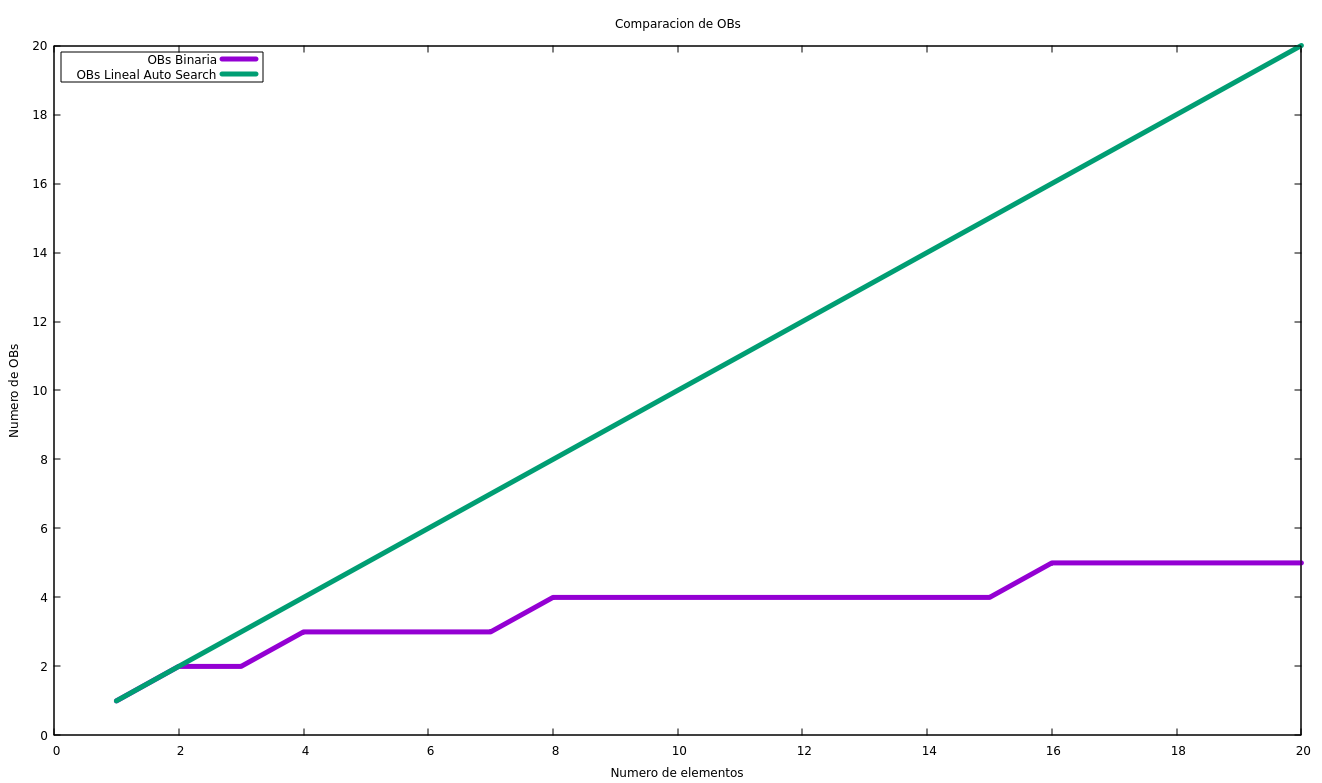 Comparacion de OBs
OBs Binaria
OBs Lineal Auto Search
Numero de OBs
20
18
16
14
12
10
8
6
4
2
0
0 2 4 6 8 10 12 14 16 18 20
Numero de elementos